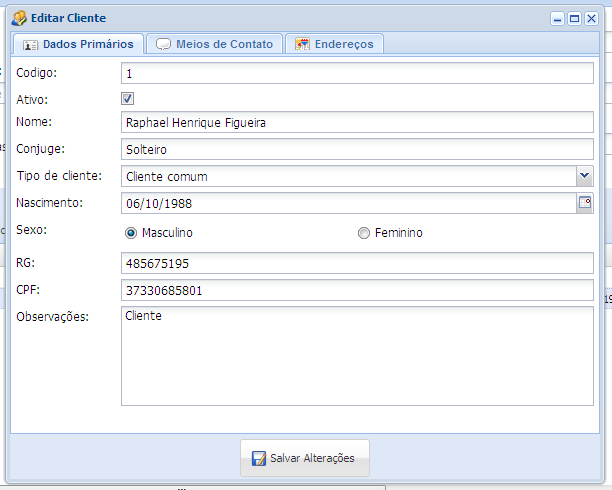 Editar Cliente
Dados Primários Meios de Contato Endereços
Codigo: 1
Ativo:
Nome: Raphael Henrique Figueira
Conjuge: Solteiro
Tipo de cliente: Cliente comum
Nascimento: 06/10/1988
Sexo: Masculino Feminino
RG: 485675195
CPF: 37330685801
Observações: Cliente
Salvar Alterações